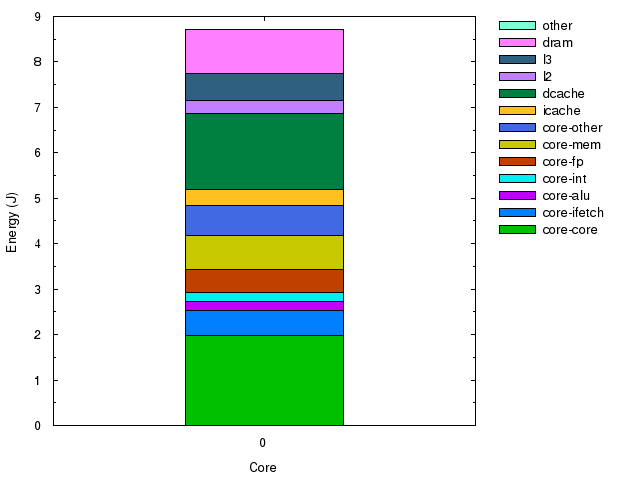 9
8
7
6
5
4
3
2
1
0
Energy (J)
0
Core
other
dram
l3
l2
dcache
icache
core-other
core-mem
core-fp
core-int
core-alu
core-ifetch
core-core